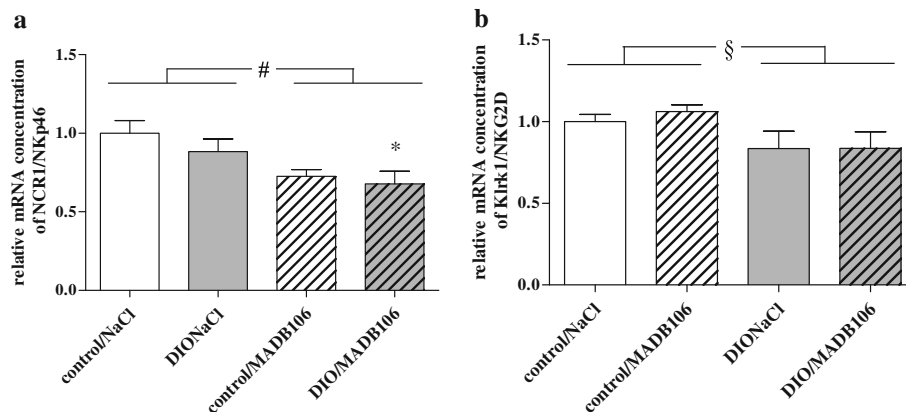 a
relative mRNA concentration
of NCR1/NKp46
1.5
1.0
0.5
0.0
#
*
control/NaCl
DIONaCl
control/MADB106
DIO/MADB106
b
relative mRNA concentration
of Klrk1/NKG2D
1.5
1.0
0.5
0.0
§
control/NaCl
control/MADB106
DIONaCl
DIO/MADB106